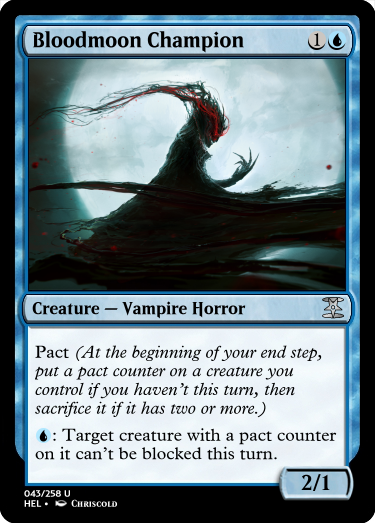 Bloodmoon Champion 1
Creature — Vampire Horror
Pact (At the beginning of your end step,
put a pact counter on a creature you
control if you haven't this turn, then
sacrifice it if it has two or more.)
: Target creature with a pact counter
on it can't be blocked this turn.
2/1
043/258 U
HEL • Chriscold